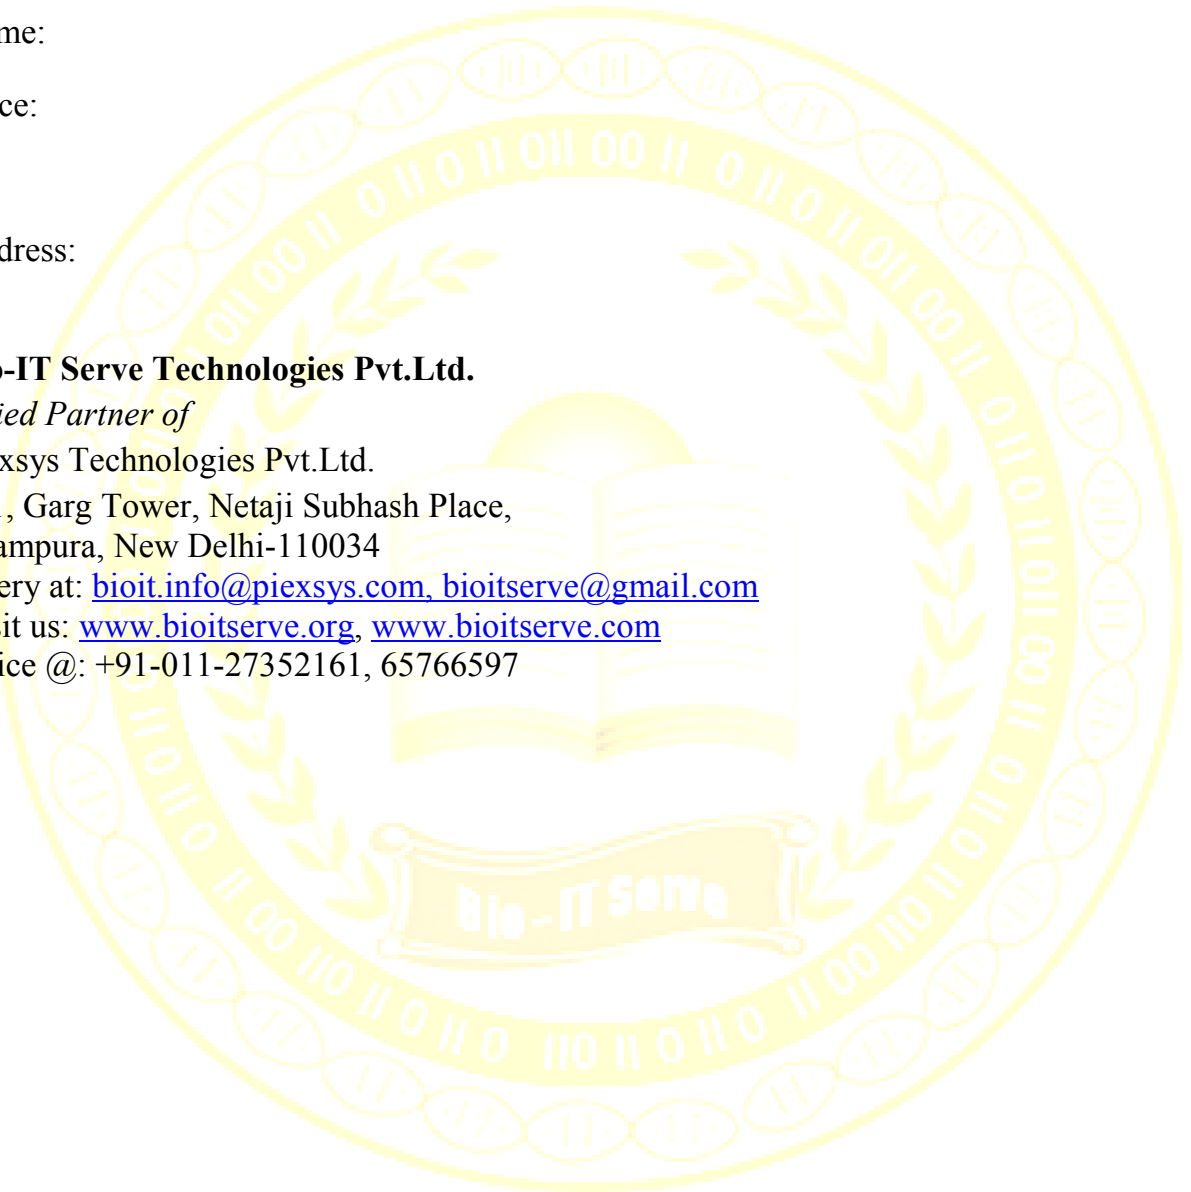 me:
ce:
dress:
o-IT Serve Technologies Pvt.Ltd.
ied Partner of
xsys Technologies Pvt.Ltd.
, Garg Tower, Netaji Subhash Place,
ampura, New Delhi-110034
ery at: bioit.info@piexsys.com, bioitserve@gmail.com
sit us: www.bioitserve.org, www.bioitserve.com
ice @: +91-011-27352161, 65766597
Bio-IT Serve